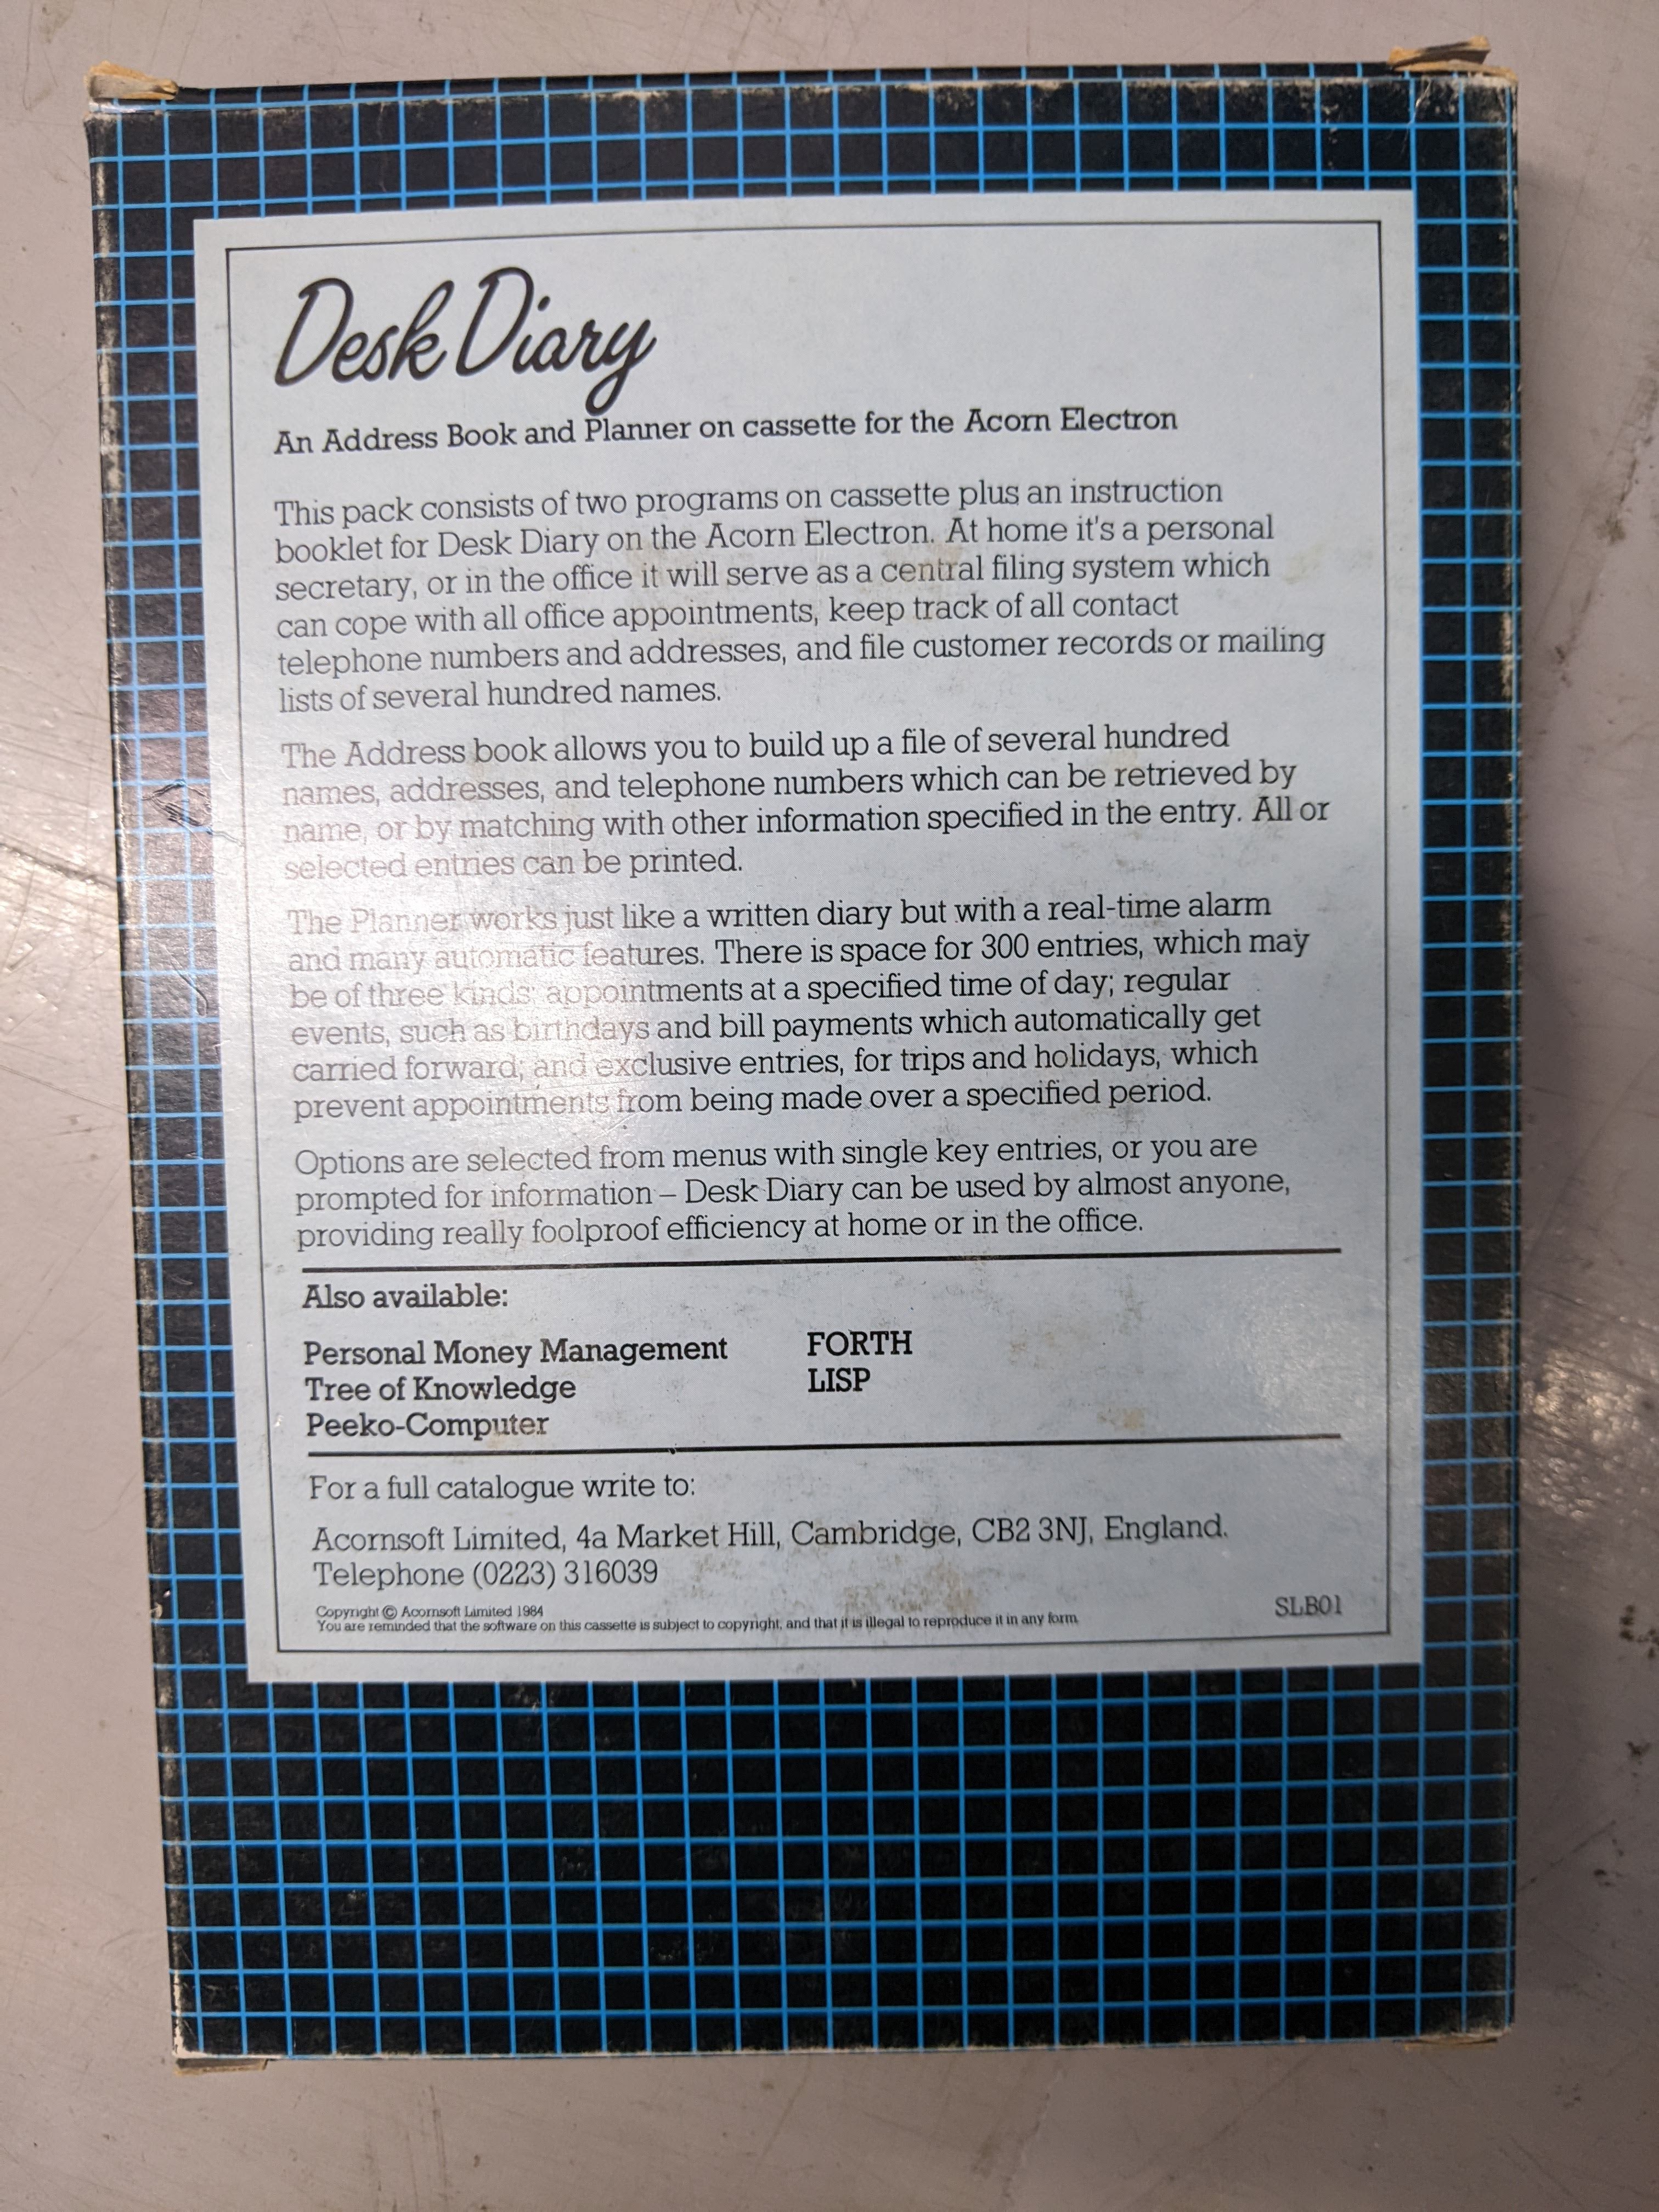 Desk Diary
An Address Book and Planner on cassette for the Acorn Electron
This pack consists of two programs on cassette plus an instruction
booklet for Desk Diary on the Acorn Electron. At home it's a personal
secretary, or in the office it will serve as a central filing system which
can cope with all office appointments, keep track of all contact
telephone numbers and addresses, and file customer records or mailing
lists of several hundred names.
The Address book allows you to build up a file of several hundred
names, addresses, and telephone numbers which can be retrieved by
name, or by matching with other information specified in the entry. All or
selected entries can be printed.
The Planner works just like a written diary but with a real-time alarm
and many automatic features. There is space for 300 entries, which may
be of three kinds: appointments at a specified time of day; regular
events, such as birthdays and bill payments which automatically get
carried forward; and exclusive entries, for trips and holidays, which
prevent appointments from being made over a specified period.
Options are selected from menus with single key entries, or you are
prompted for information – Desk Diary can be used by almost anyone,
providing really foolproof efficiency at home or in the office.
Also available:
Personal Money Management FORTH
Tree of Knowledge LISP
Peeko-Computer
For a full catalogue write to:
Acornsoft Limited, 4a Market Hill, Cambridge, CB2 3NJ, England.
Telephone (0223) 316039
Copyright © Acornsoft Limited 1984
You are reminded that the software on this cassette is subject to copyright, and that it is illegal to reproduce it in any form.
SLB01